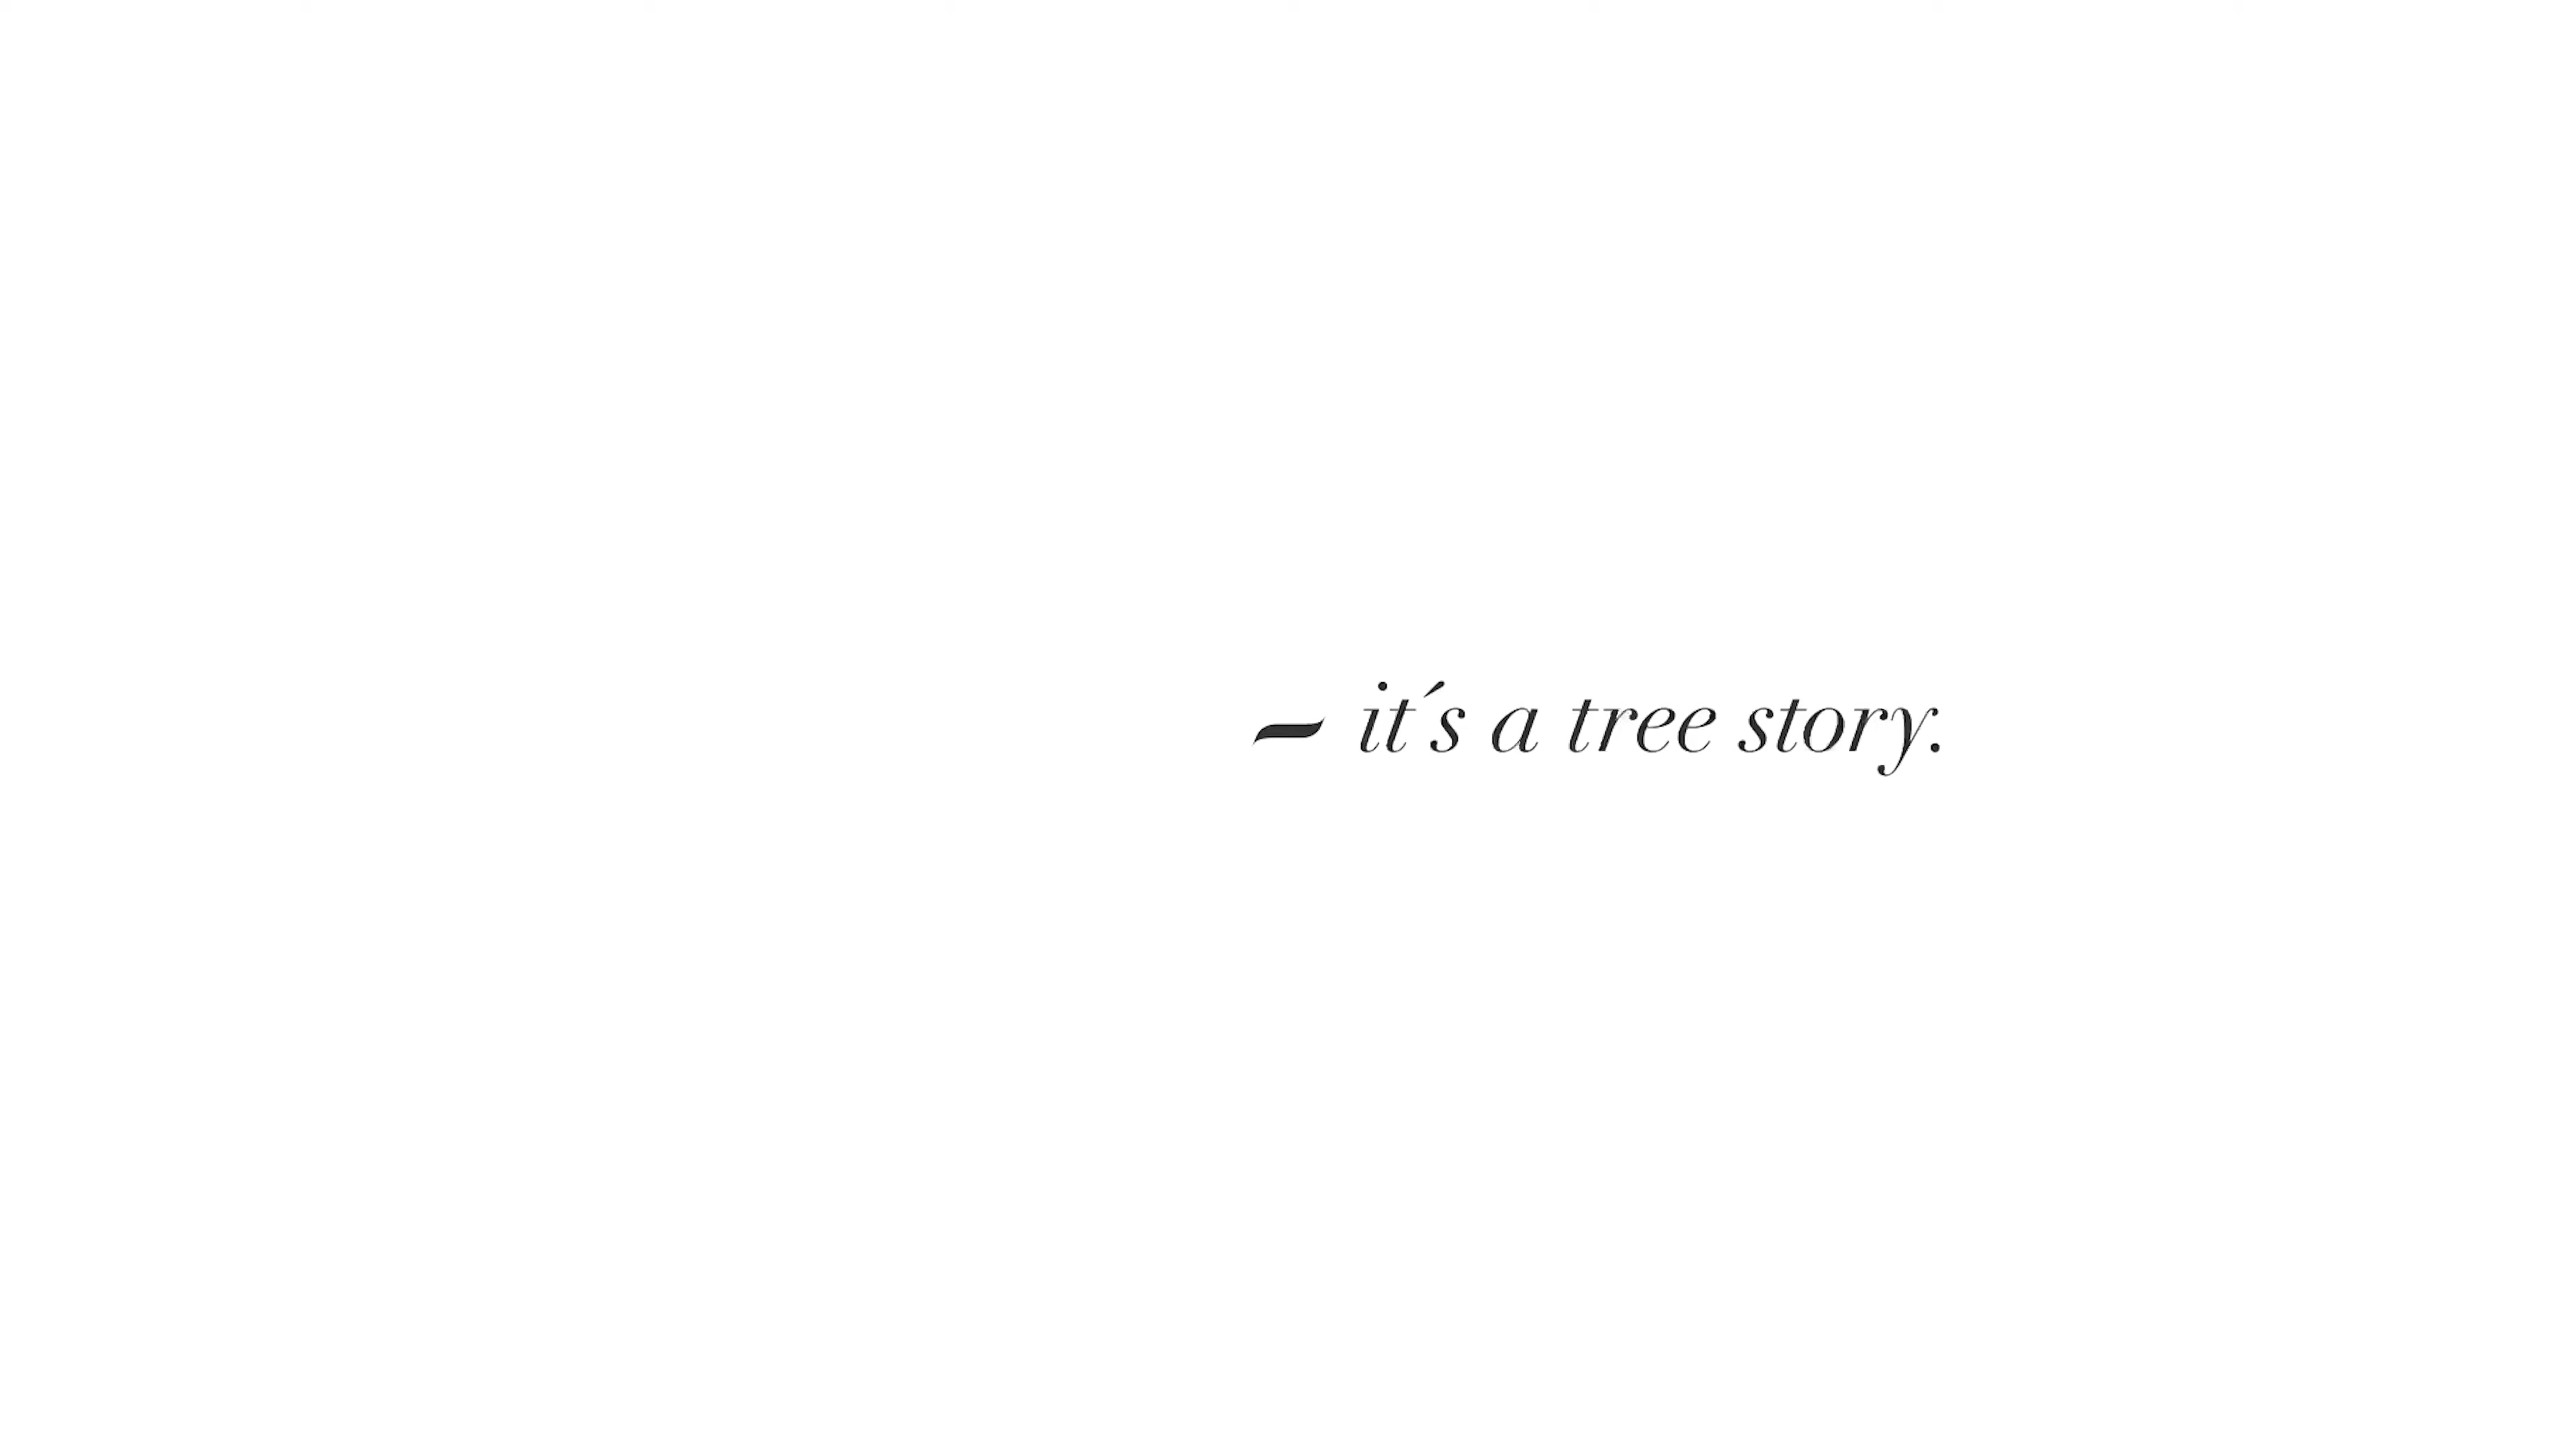 – it´s a tree story.